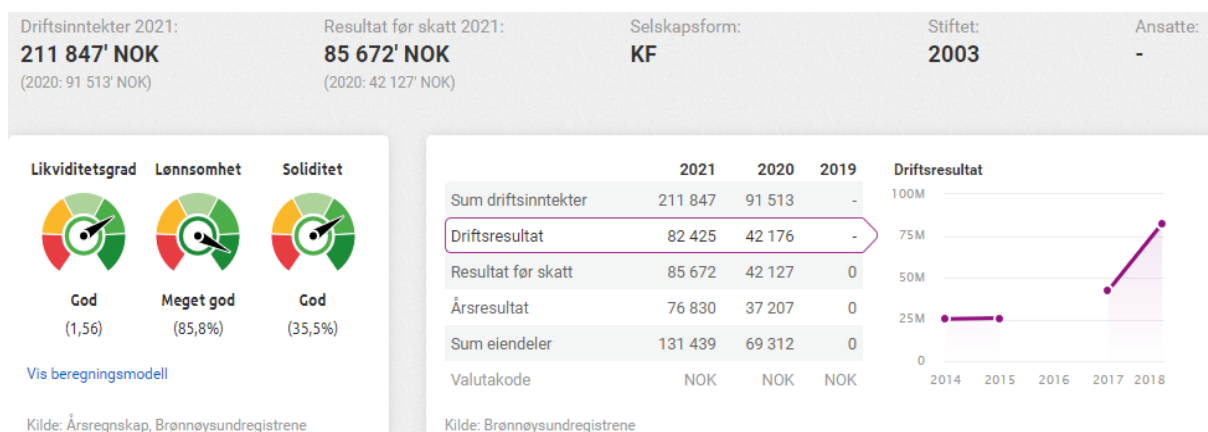 Driftsinntekter 2021: Resultat før skatt 2021: Selskapsform: Stiftet: Ansatte:
211 847' NOK 85 672' NOK KF 2003 -
(2020: 91 513' NOK) (2020: 42 127' NOK)
Likviditetsgrad Lønnsomhet Soliditet
God Meget god God
(1,56) (85,8%) (35,5%)
Vis beregningsmodell
Kilde: Årsregnskap, Brønnøysundregistrene
2021 2020 2019
Sum driftsinntekter 211 847 91 513 -
Driftsresultat 82 425 42 176 -
Resultat før skatt 85 672 42 127 0
Årsresultat 76 830 37 207 0
Sum eiendeler 131 439 69 312 0
Valutakode NOK NOK NOK
Kilde: Brønnøysundregistrene
Driftsresultat
100M
75M
50M
25M
0
2014 2015 2016 2017 2018